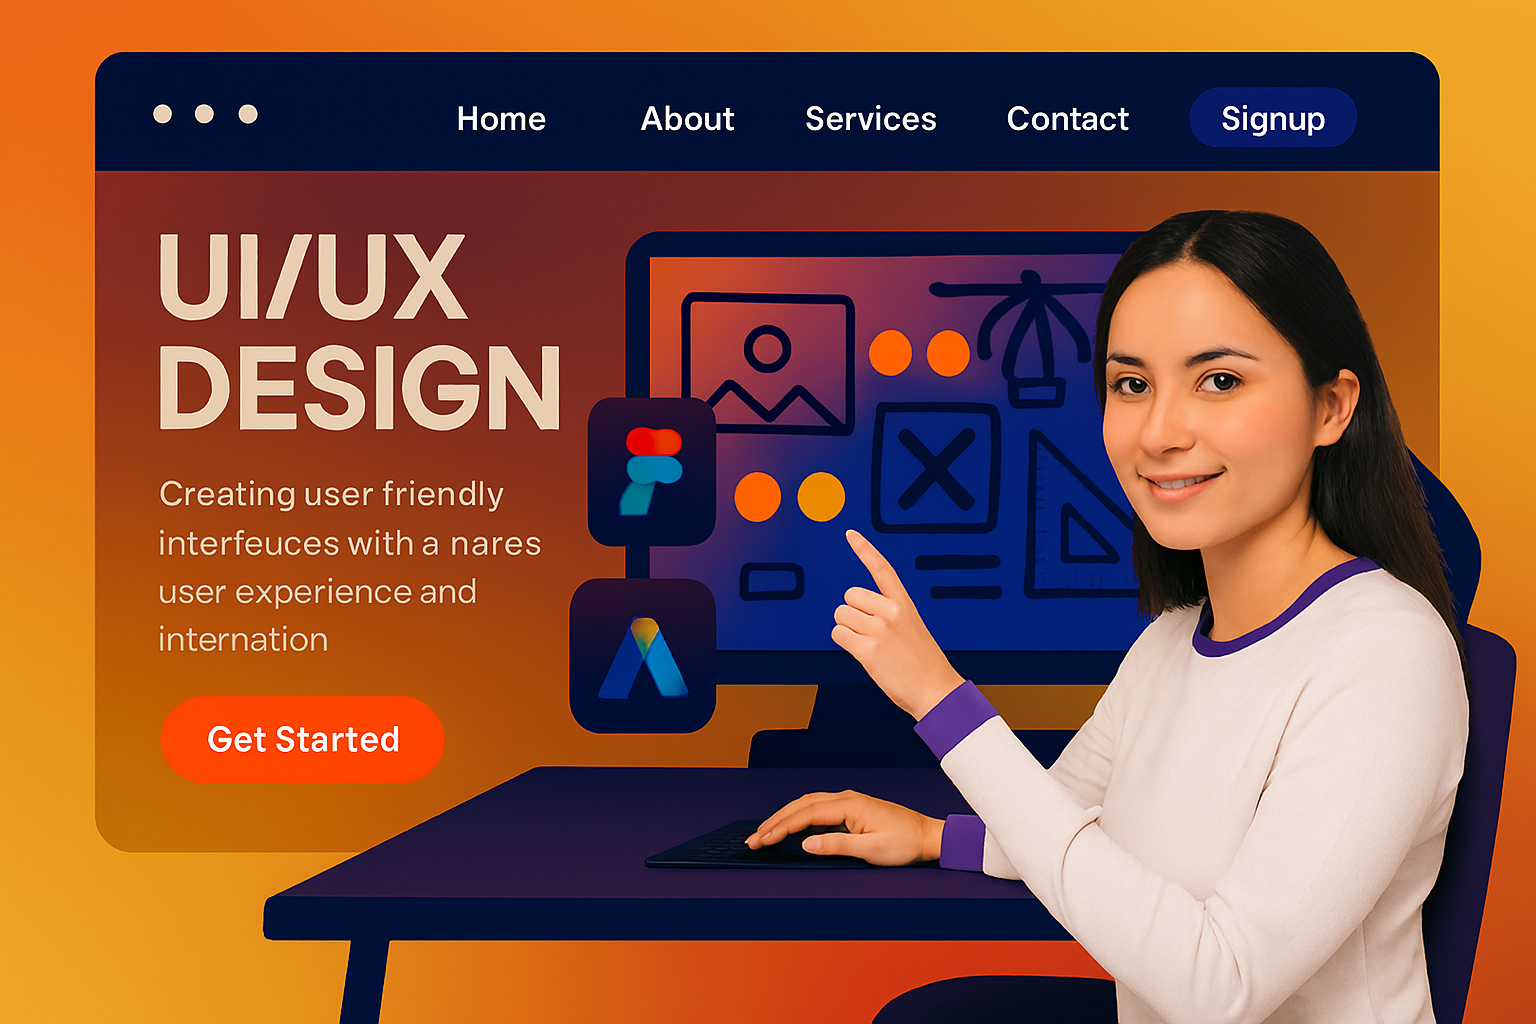 Home About Services Contact Signup
UI/UX
DESIGN
Creating user friendly
interfeuces with a nares
user experience and
internation
Get Started